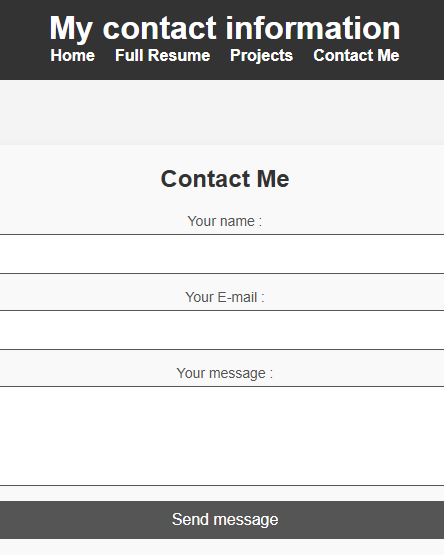 My contact information
Home Full Resume Projects Contact Me
Contact Me
Your name :
Your E-mail :
Your message :
Send message